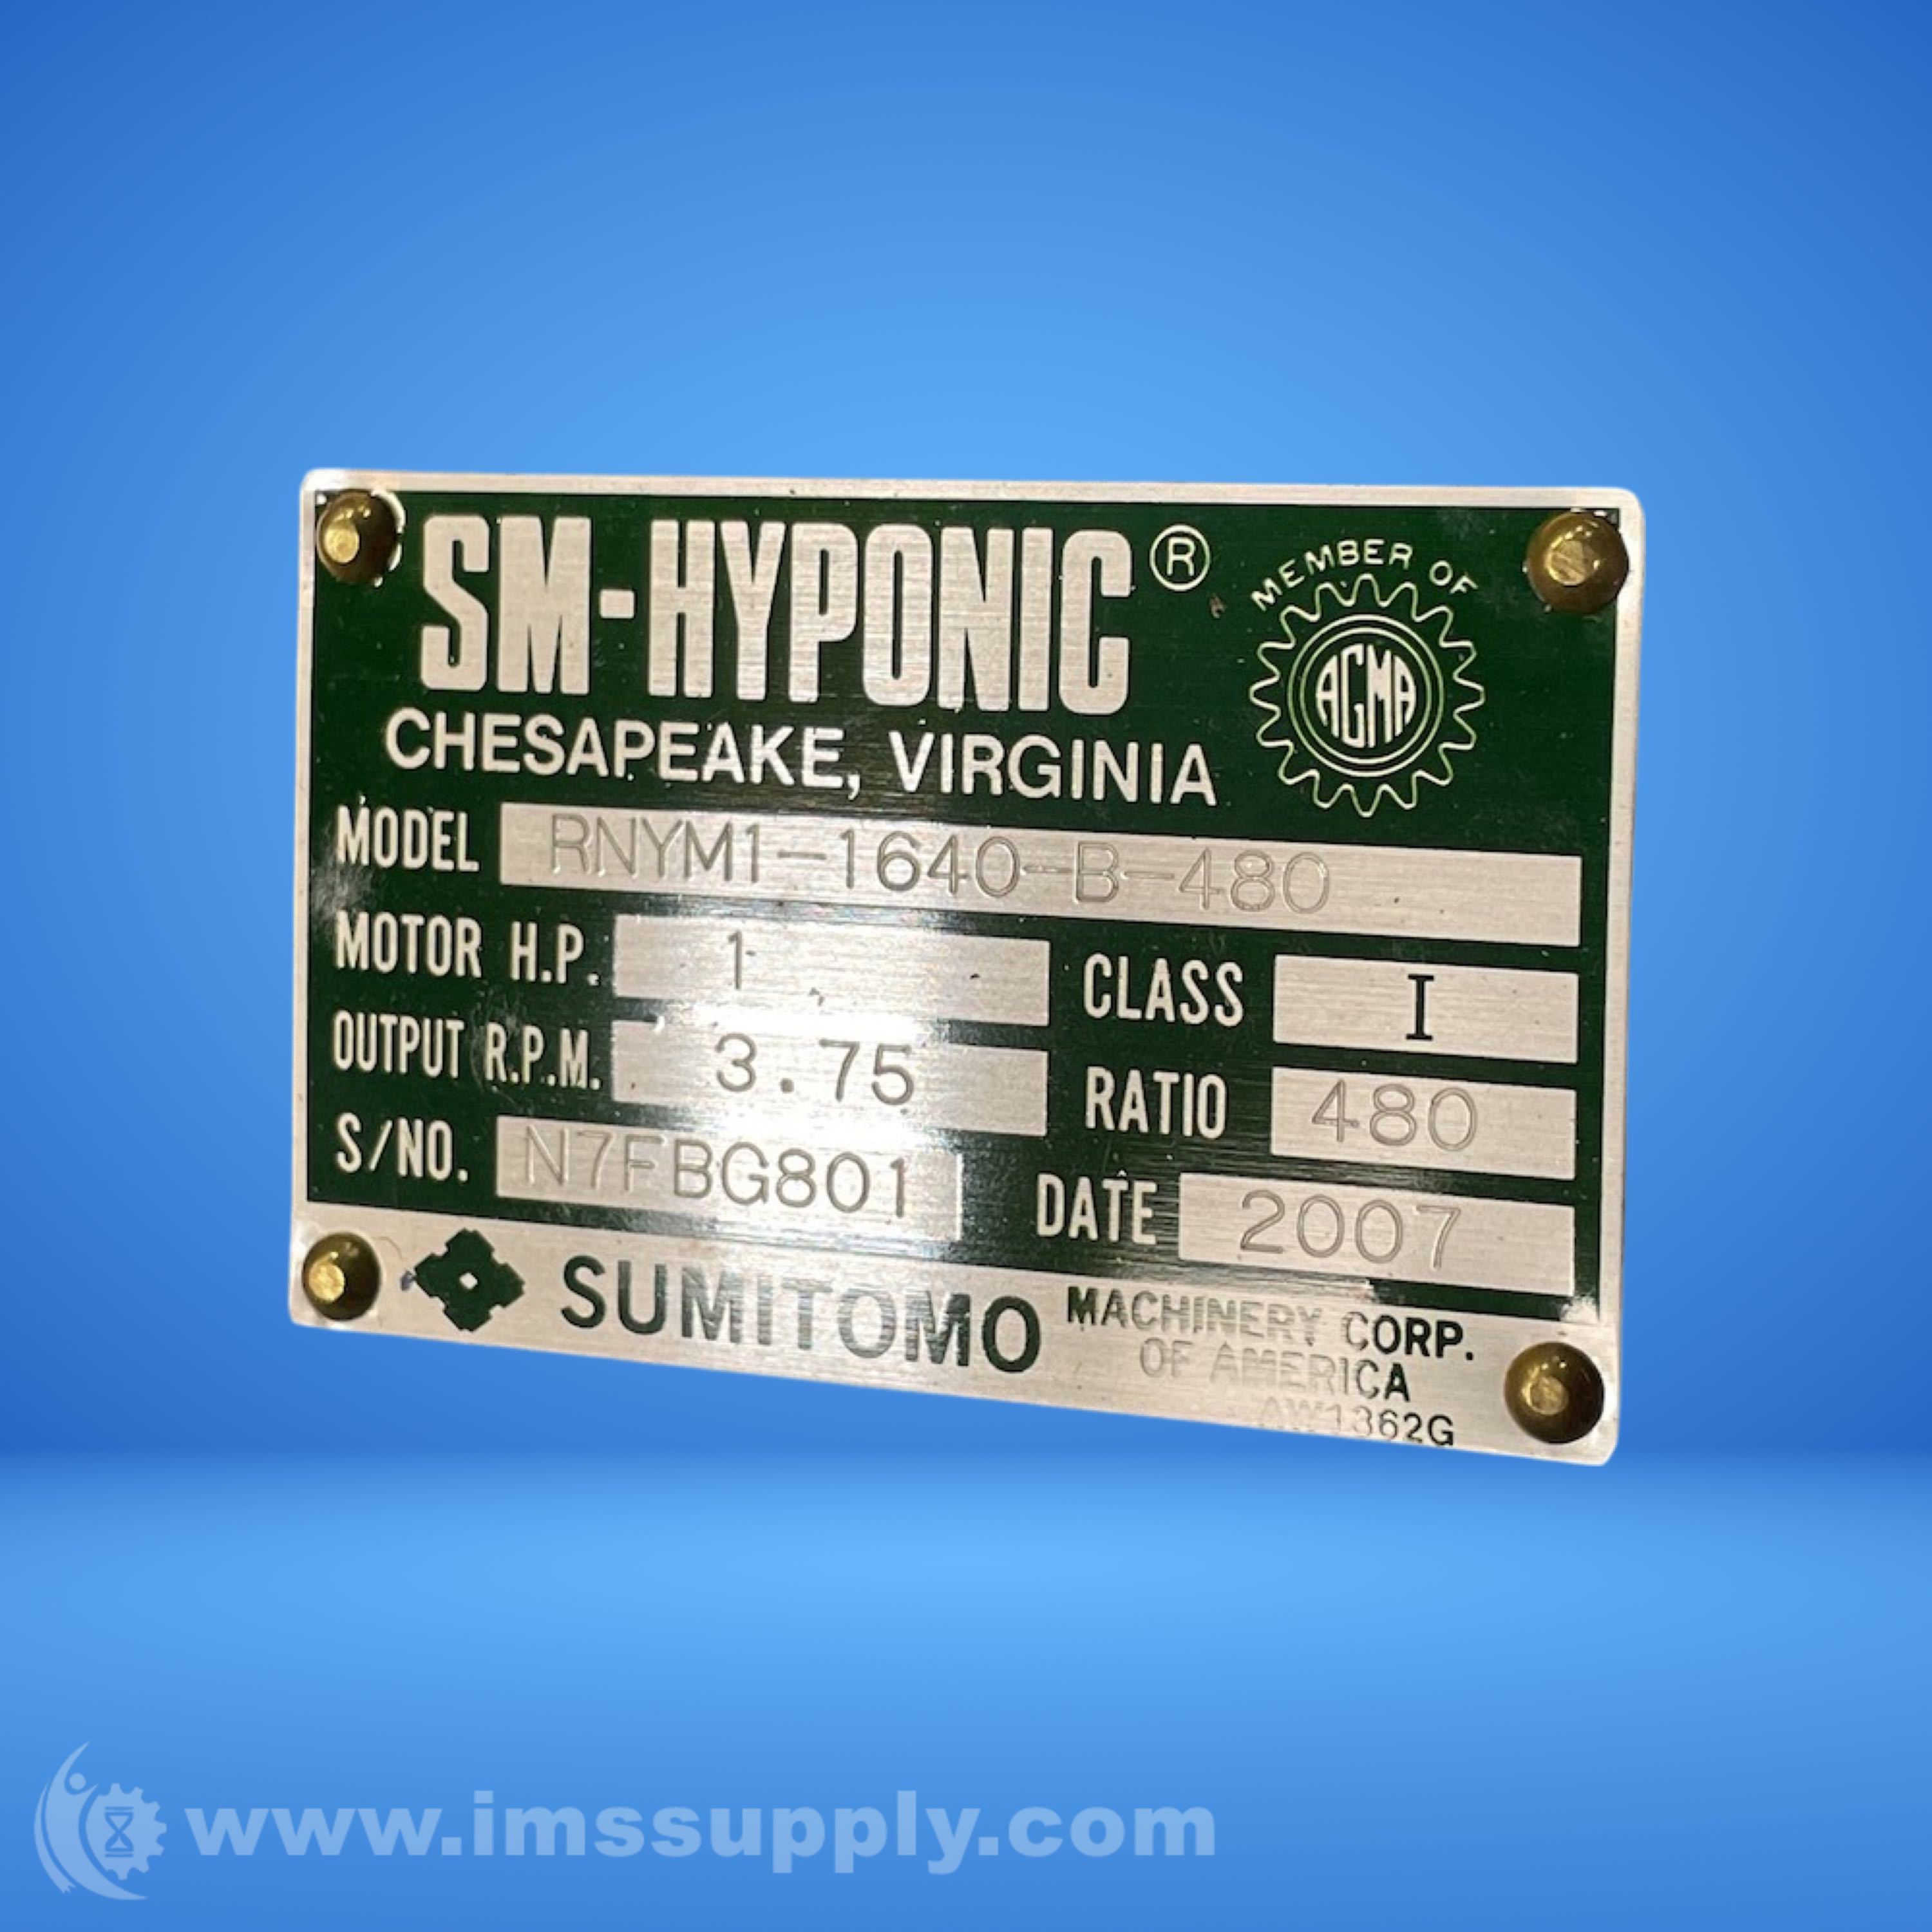 SM-HYPONIC®
MEMBER OF
AGMA
CHESAPEAKE, VIRGINIA
MODEL RNYM1-1640-B-480
MOTOR H.P. 1 CLASS I
OUTPUT R.P.M. 3.75 RATIO 480
S/NO. N7FBG801 DATE 2007
SUMITOMO MACHINERY CORP.
OF AMERICA
AW1362G
www.imssupply.com